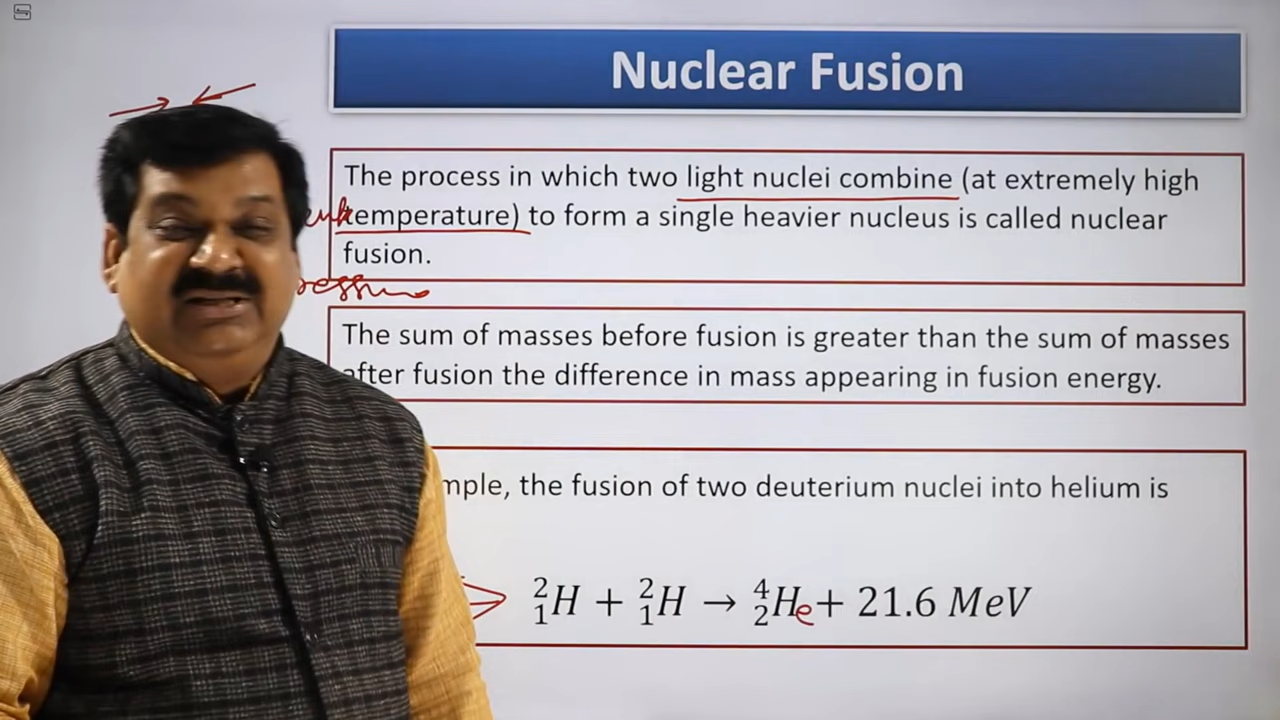 Nuclear Fusion
The process in which two light nuclei combine (at extremely high
temperature) to form a single heavier nucleus is called nuclear
fusion.
The sum of masses before fusion is greater than the sum of masses
after fusion the difference in mass appearing in fusion energy.
mple, the fusion of two deuterium nuclei into helium is
²₁H + ²₁H → ⁴₂He + 21.6 MeV